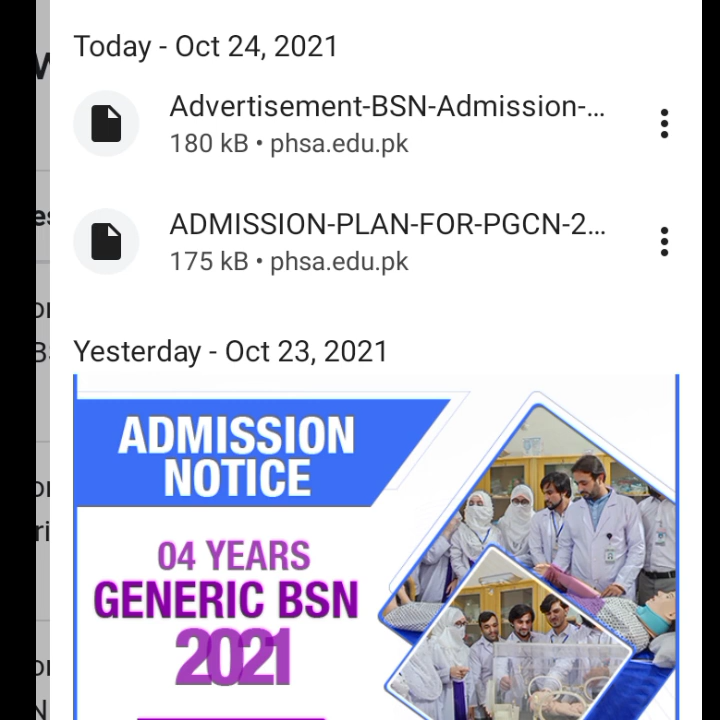 Today - Oct 24, 2021
Advertisement-BSN-Admission-...
180 kB • phsa.edu.pk
ADMISSION-PLAN-FOR-PGCN-2...
175 kB • phsa.edu.pk
Yesterday - Oct 23, 2021
ADMISSION
NOTICE
04 YEARS
GENERIC BSN
2021